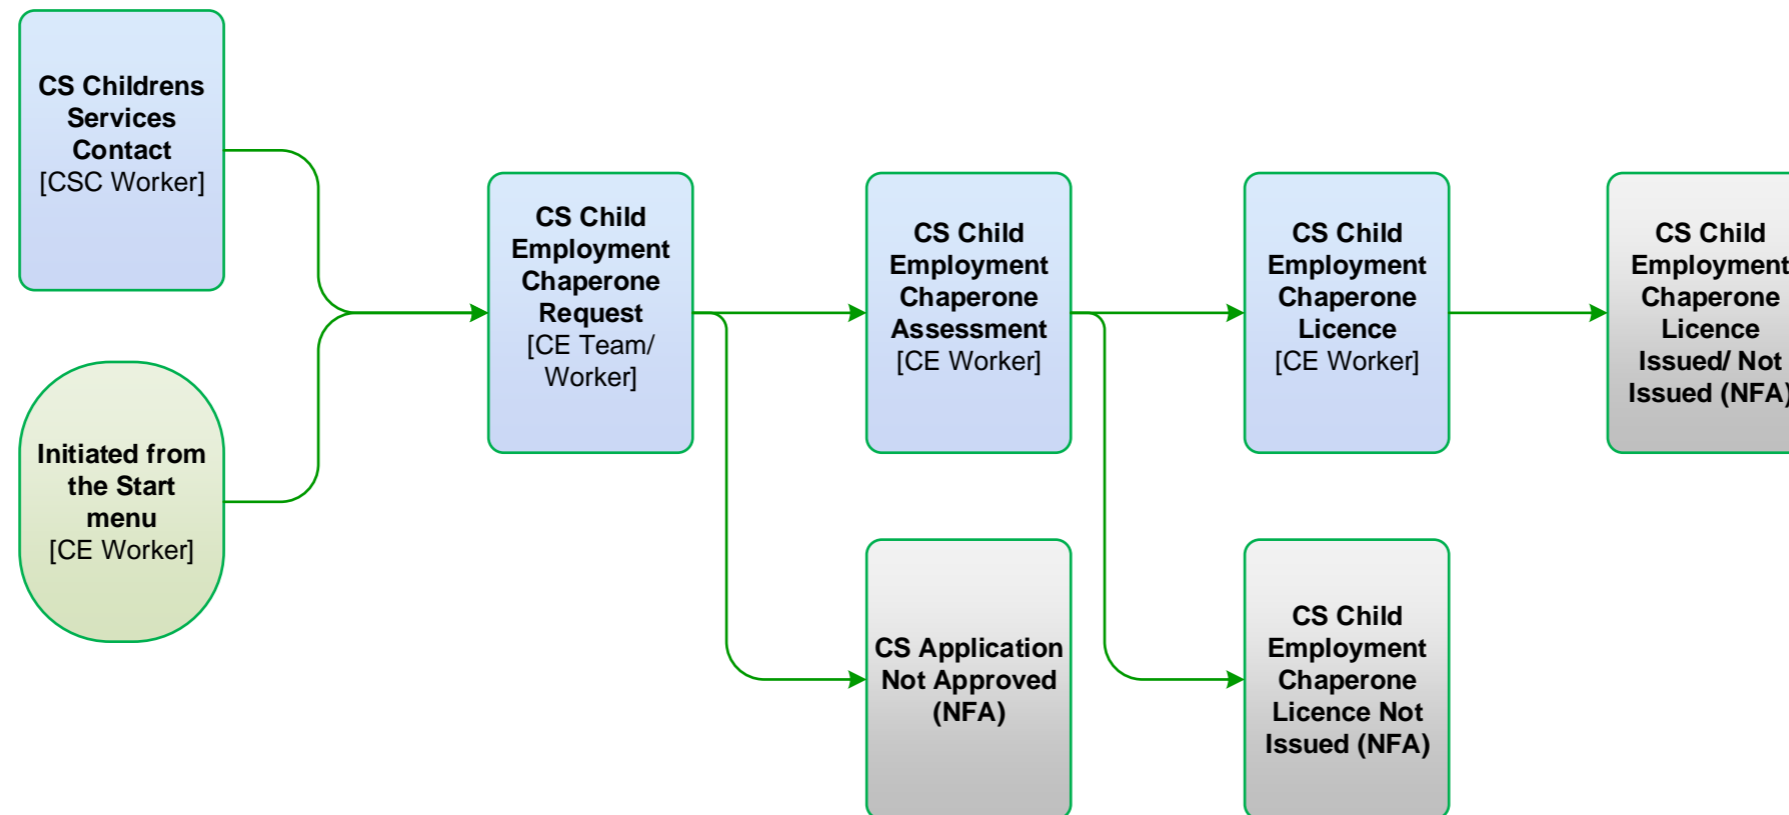 CS Childrens
Services
Contact
[CSC Worker]
Initiated from
the Start
menu
[CE Worker]
CS Child
Employment
Chaperone
Request
[CE Team/
Worker]
CS Child
Employment
Chaperone
Assessment
[CE Worker]
CS Application
Not Approved
(NFA)
CS Child
Employment
Chaperone
Licence
[CE Worker]
CS Child
Employment
Chaperone
Licence Not
Issued (NFA)
CS Child
Employment
Chaperone
Licence
Issued/ Not
Issued (NFA)